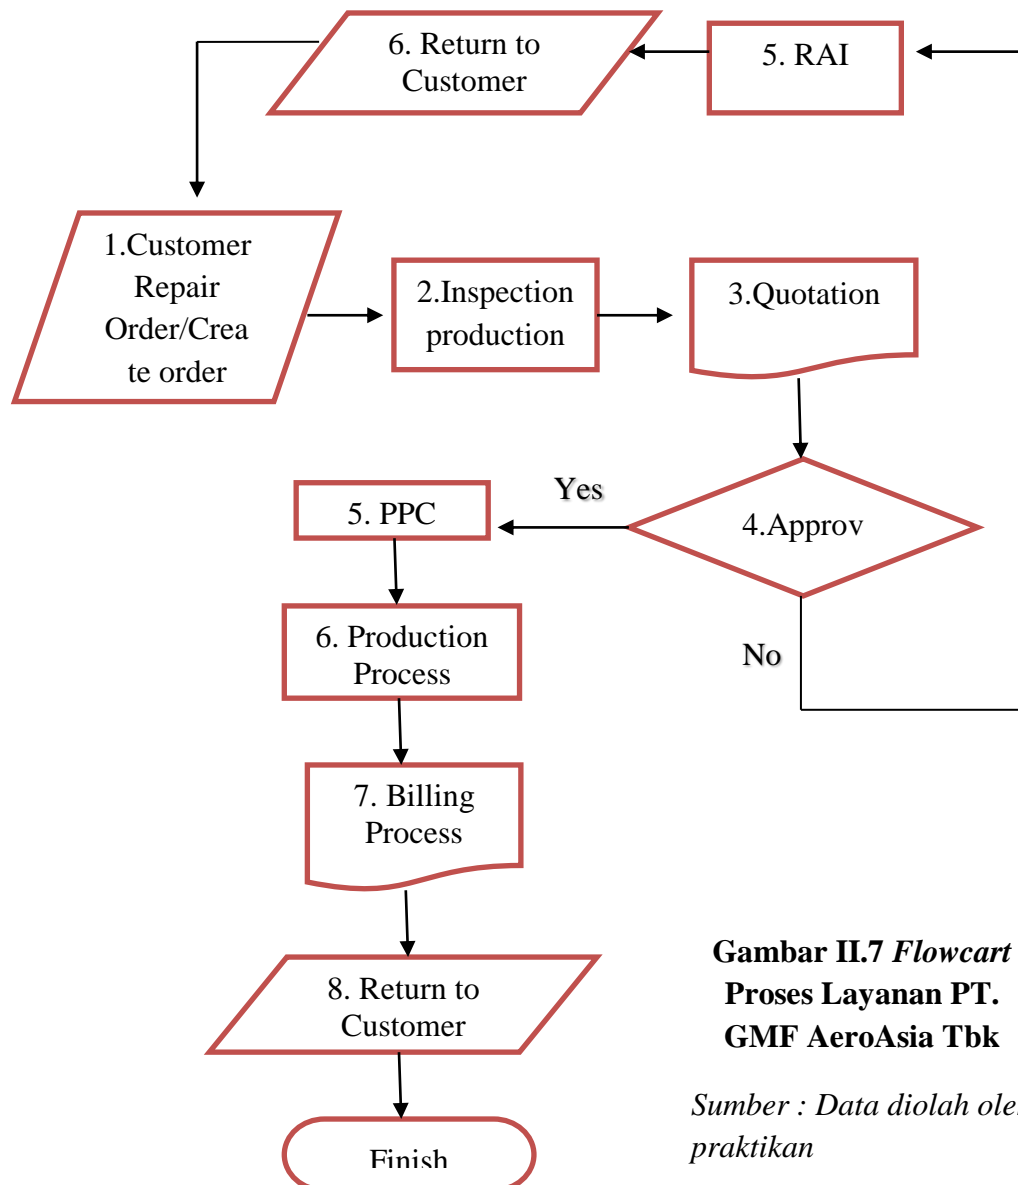 6. Return to
Customer
5. RAI
1.Customer
Repair
Order/Crea
te order
2.Inspection
production
3.Quotation
4.Approv
Yes
No
5. PPC
6. Production
Process
7. Billing
Process
8. Return to
Customer
Finish
Gambar II.7 Flowcart
Proses Layanan PT.
GMF AeroAsia Tbk
Sumber : Data diolah ole
praktikan